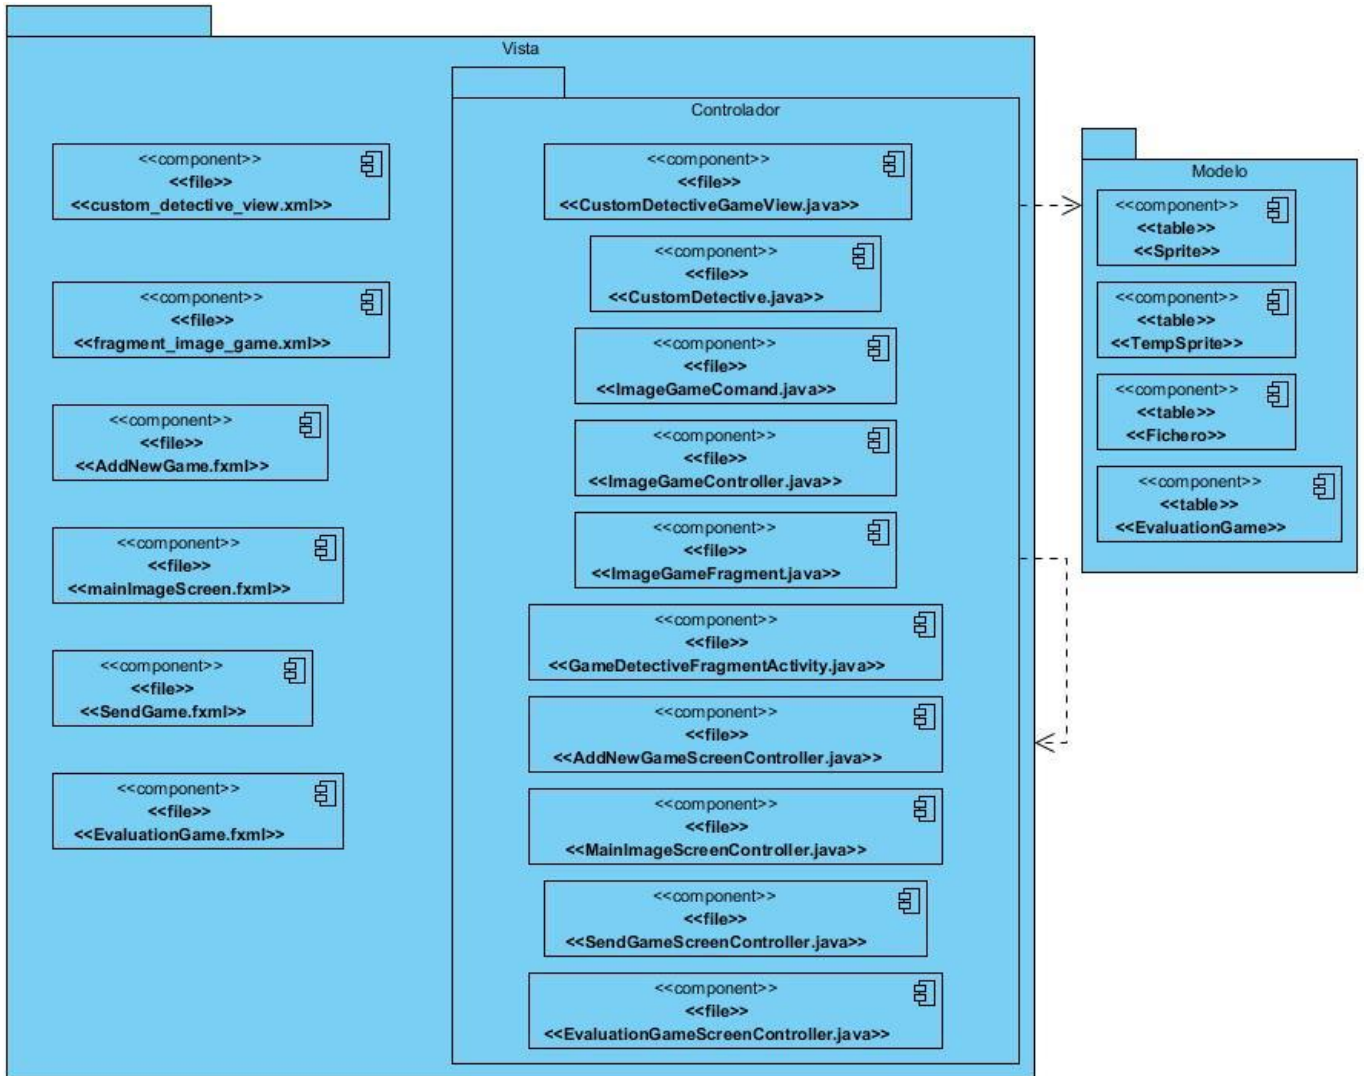 Vista
<<component>>
<<file>>
<<custom_detective_view.xml>>
<<component>>
<<file>>
<<fragment_image_game.xml>>
<<component>>
<<file>>
<<AddNewGame.fxml>>
<<component>>
<<file>>
<<mainImageScreen.fxml>>
<<component>>
<<file>>
<<SendGame.fxml>>
<<component>>
<<file>>
<<EvaluationGame.fxml>>
Controlador
<<component>>
<<file>>
<<CustomDetectiveGameView.java>>
<<component>>
<<file>>
<<CustomDetective.java>>
<<component>>
<<file>>
<<ImageGameComand.java>>
<<component>>
<<file>>
<<ImageGameController.java>>
<<component>>
<<file>>
<<ImageGameFragment.java>>
<<component>>
<<file>>
<<GameDetectiveFragmentActivity.java>>
<<component>>
<<file>>
<<AddNewGameScreenController.java>>
<<component>>
<<file>>
<<MainImageScreenController.java>>
<<component>>
<<file>>
<<SendGameScreenController.java>>
<<component>>
<<file>>
<<EvaluationGameScreenController.java>>
Modelo
<<component>>
<<table>>
<<Sprite>>
<<component>>
<<table>>
<<TempSprite>>
<<component>>
<<table>>
<<Fichero>>
<<component>>
<<table>>
<<EvaluationGame>>